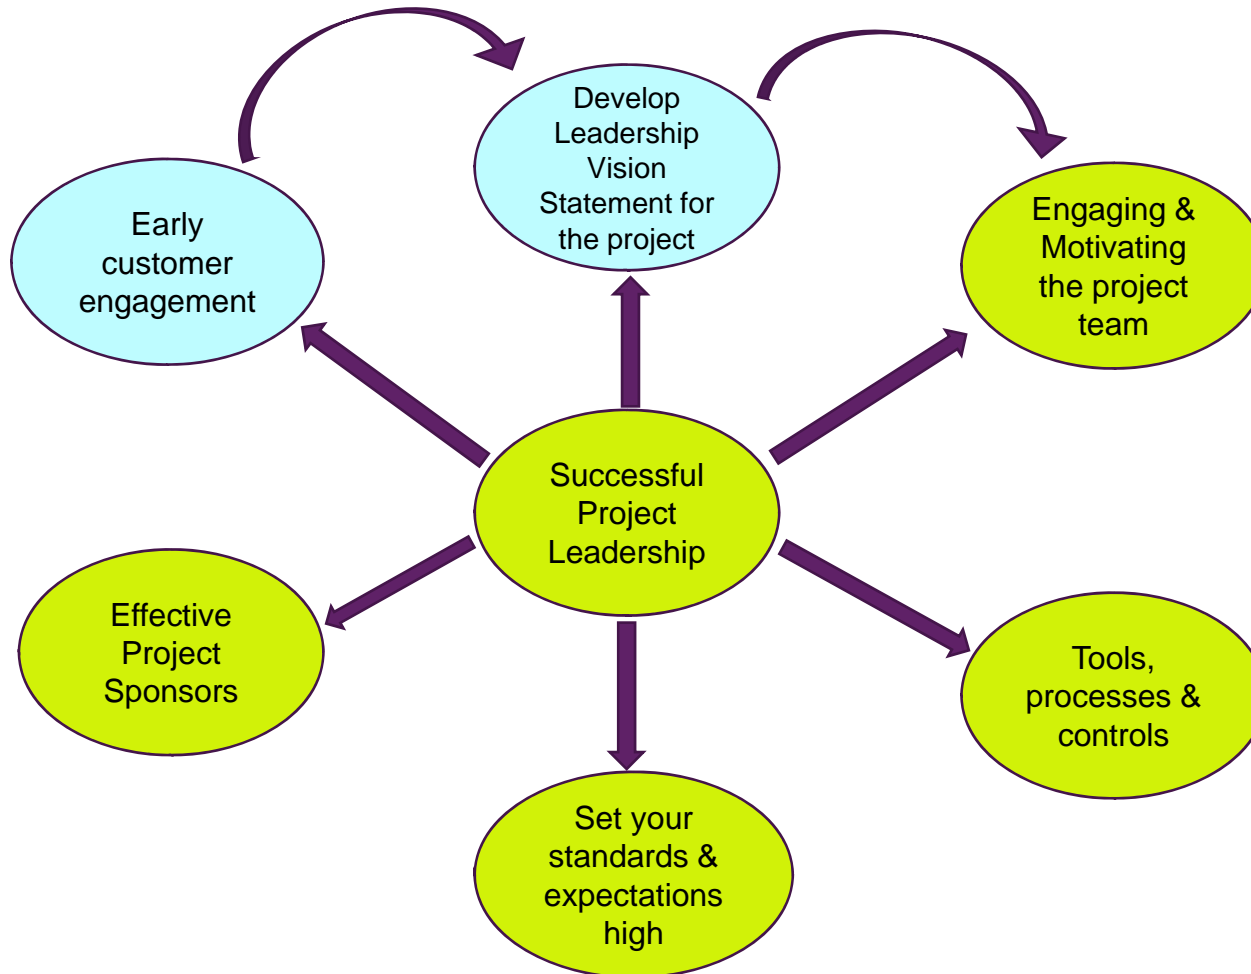 Early
customer
engagement
Develop
Leadership
Vision
Statement for
the project
Engaging &
Motivating
the project
team
Successful
Project
Leadership
Effective
Project
Sponsors
Tools,
processes &
controls
Set your
standards &
expectations
high